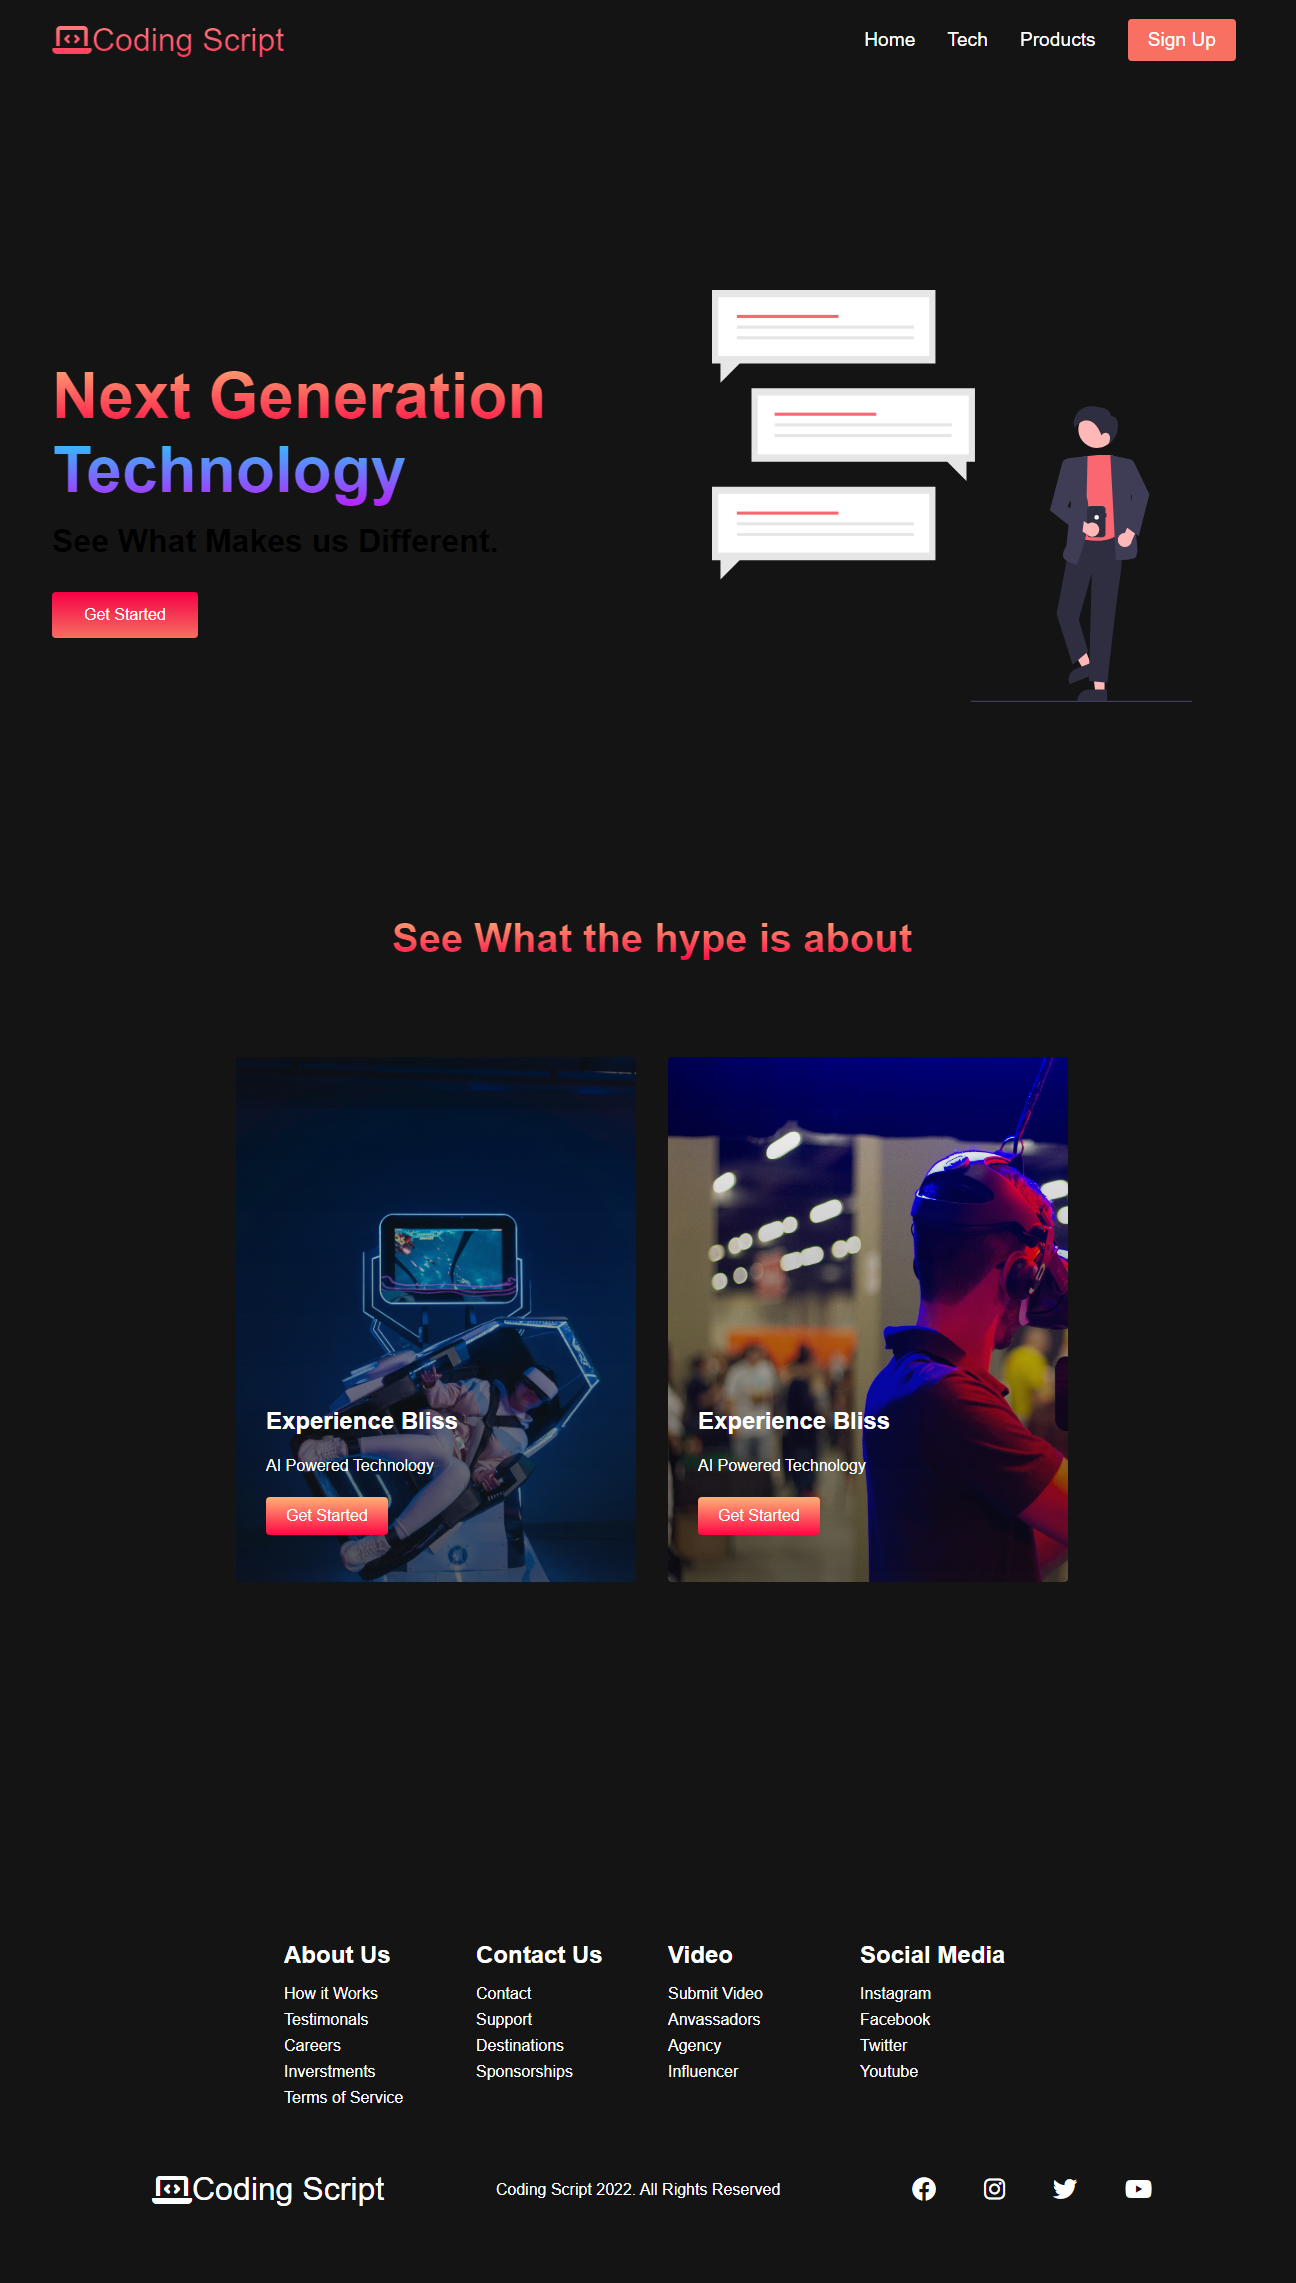 Coding Script
Home Tech Products Sign Up
Next Generation
Technology
See What Makes us Different.
Get Started
See What the hype is about
Experience Bliss
AI Powered Technology
Get Started
Experience Bliss
AI Powered Technology
Get Started
About Us
How it Works
Testimonals
Careers
Inverstments
Terms of Service
Contact Us
Contact
Support
Destinations
Sponsorships
Video
Submit Video
Anvassadors
Agency
Influencer
Social Media
Instagram
Facebook
Twitter
Youtube
Coding Script
Coding Script 2022. All Rights Reserved